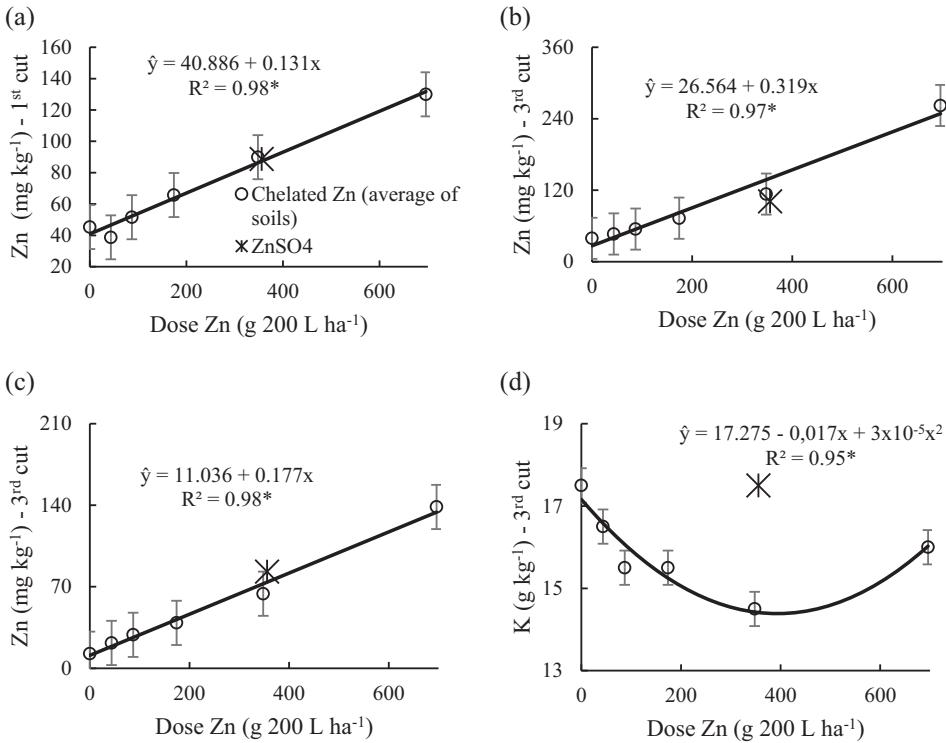 (a)
Zn (mg kg⁻¹) - 1ˢᵗ cut
160
140
120
100
80
60
40
20
ŷ = 40.886 + 0.131x
R² = 0.98*
Chelated Zn (average of
soils)
ZnSO4
0 200 400 600
Dose Zn (g 200 L ha⁻¹)
(b)
Zn (mg kg⁻¹) - 3ʳᵈ cut
360
240
120
0
ŷ = 26.564 + 0.319x
R² = 0.97*
0 200 400 600
Dose Zn (g 200 L ha⁻¹)
(c)
Zn (mg kg⁻¹) - 3ʳᵈ cut
210
140
70
0
ŷ = 11.036 + 0.177x
R² = 0.98*
0 200 400 600
Dose Zn (g 200 L ha⁻¹)
(d)
K (g kg⁻¹) - 3ʳᵈ cut
19
17
15
13
ŷ = 17.275 - 0,017x + 3x10⁻⁵x²
R² = 0.95*
0 200 400 600
Dose Zn (g 200 L ha⁻¹)